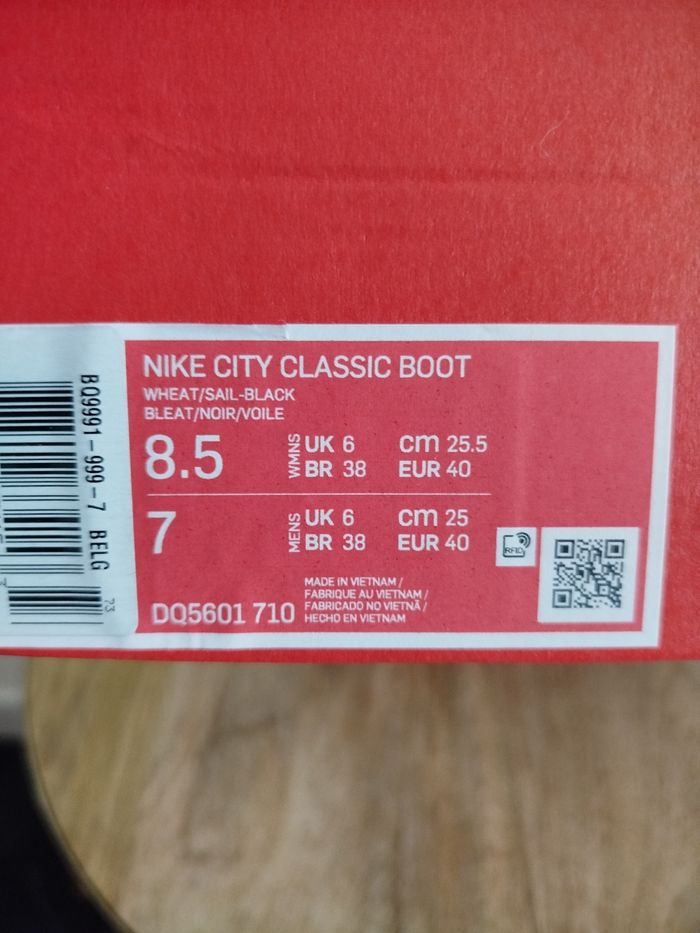 BQ9991-999-7 BELG
73
NIKE CITY CLASSIC BOOT
WHEAT/SAIL-BLACK
BLEAT/NOIR/VOILE
8.5 WMNS UK 6 cm 25.5
BR 38 EUR 40
7 MENS UK 6 cm 25
BR 38 EUR 40
RFID
MADE IN VIETNAM /
FABRIQUE AU VIETNAM /
FABRICADO NO VIETNÃ /
HECHO EN VIETNAM
DQ5601 710